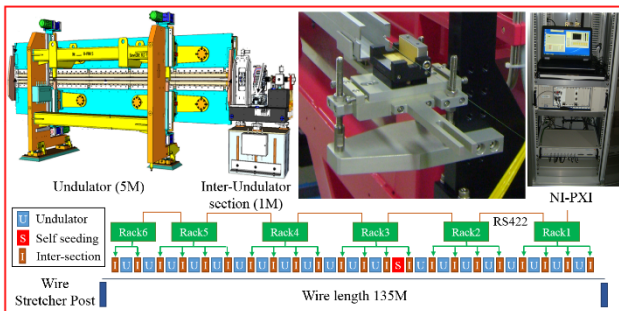 Undulator (5M)
Inter-Undulator
section (1M)
NI-PXI
U Undulator
S Self seeding
I Inter-section
RS422
Rack6 Rack5 Rack4 Rack3 Rack2 Rack1
I U I U I U I U I U I U I U I U I U I U I S I U I U I U I U I U I U I U I
Wire
Stretcher Post
Wire length 135M